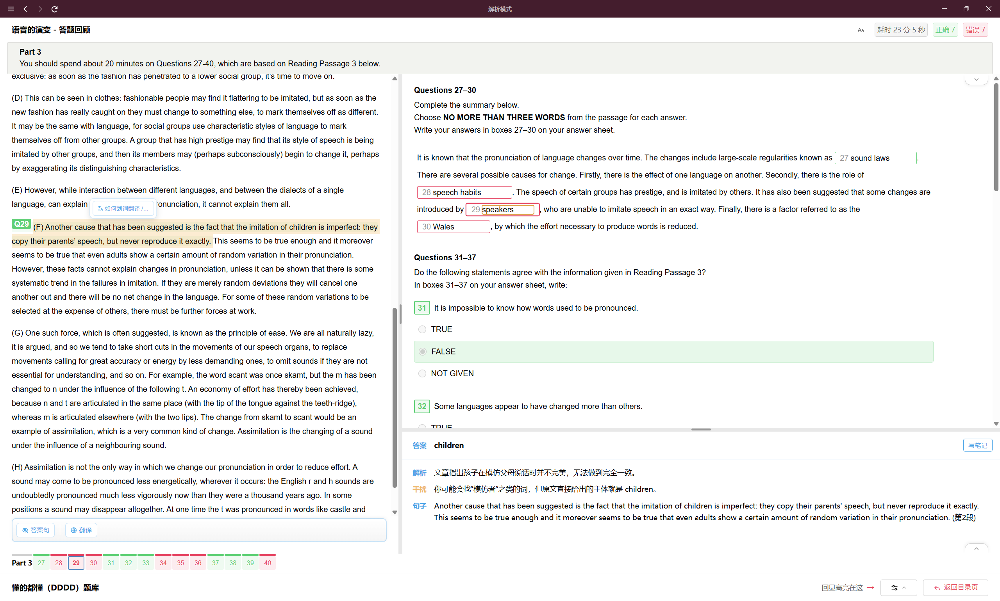 解析模式
语音的演变 - 答题回顾
耗时 23 分 5 秒
正确 7
错误 7
Part 3
You should spend about 20 minutes on Questions 27-40, which are based on Reading Passage 3 below.
exclusive: as soon as the fashion has penetrated to a lower social group, it's time to move on.
(D) This can be seen in clothes: fashionable people may find it flattering to be imitated, but as soon as the
new fashion has really caught on they must change to something else, to mark themselves off as different.
It may be the same with language, for social groups use characteristic styles of language to mark
themselves off from other groups. A group that has high prestige may find that its style of speech is being
imitated by other groups, and then its members may (perhaps subconsciously) begin to change it, perhaps
by exaggerating its distinguishing characteristics.
(E) However, while interaction between different languages, and between the dialects of a single
language, can explain
如何划词翻译 /...
ronunciation, it cannot explain them all.
Q29
(F) Another cause that has been suggested is the fact that the imitation of children is imperfect: they
copy their parents’ speech, but never reproduce it exactly. This seems to be true enough and it moreover
seems to be true that even adults show a certain amount of random variation in their pronunciation.
However, these facts cannot explain changes in pronunciation, unless it can be shown that there is some
systematic trend in the failures in imitation. If they are merely random deviations they will cancel one
another out and there will be no net change in the language. For some of these random variations to be
selected at the expense of others, there must be further forces at work.
(G) One such force, which is often suggested, is known as the principle of ease. We are all naturally lazy,
it is argued, and so we tend to take short cuts in the movements of our speech organs, to replace
movements calling for great accuracy or energy by less demanding ones, to omit sounds if they are not
essential for understanding, and so on. For example, the word scant was once skamt, but the m has been
changed to n under the influence of the following t. An economy of effort has thereby been achieved,
because n and t are articulated in the same place (with the tip of the tongue against the teeth-ridge),
whereas m is articulated elsewhere (with the two lips). The change from skamt to scant would be an
example of assimilation, which is a very common kind of change. Assimilation is the changing of a sound
under the influence of a neighbouring sound.
(H) Assimilation is not the only way in which we change our pronunciation in order to reduce effort. A
sound may come to be pronounced less energetically, wherever it occurs: the English r and h sounds are
undoubtedly pronounced much less vigorously now than they were a thousand years ago. In some
positions a sound may disappear altogether. At one time the t was pronounced in words like castle and
答案句
翻译
Questions 27–30
Complete the summary below.
Choose NO MORE THAN THREE WORDS from the passage for each answer.
Write your answers in boxes 27–30 on your answer sheet.
It is known that the pronunciation of language changes over time. The changes include large-scale regularities known as 27 sound laws.
There are several possible causes for change. Firstly, there is the effect of one language on another. Secondly, there is the role of
28 speech habits. The speech of certain groups has prestige, and is imitated by others. It has also been suggested that some changes are
introduced by 29 speakers, who are unable to imitate speech in an exact way. Finally, there is a factor referred to as the
30 Wales, by which the effort necessary to produce words is reduced.
Questions 31–37
Do the following statements agree with the information given in Reading Passage 3?
In boxes 31–37 on your answer sheet, write:
31 It is impossible to know how words used to be pronounced.
TRUE
FALSE
NOT GIVEN
32 Some languages appear to have changed more than others.
TRUE
答案 children
写笔记
解析 文章指出孩子在模仿父母说话时并不完美，无法做到完全一致。
干扰 你可能会找“模仿者”之类的词，但原文直接给出的主体就是 children。
句子 Another cause that has been suggested is the fact that the imitation of children is imperfect: they copy their parents' speech, but never reproduce it exactly.
This seems to be true enough and it moreover seems to be true that even adults show a certain amount of random variation in their pronunciation. (第2段)
Part 3 27 28 29 30 31 32 33 34 35 36 37 38 39 40
懂的都懂（DDDD）题库
回显高亮在这 →
返回目录页